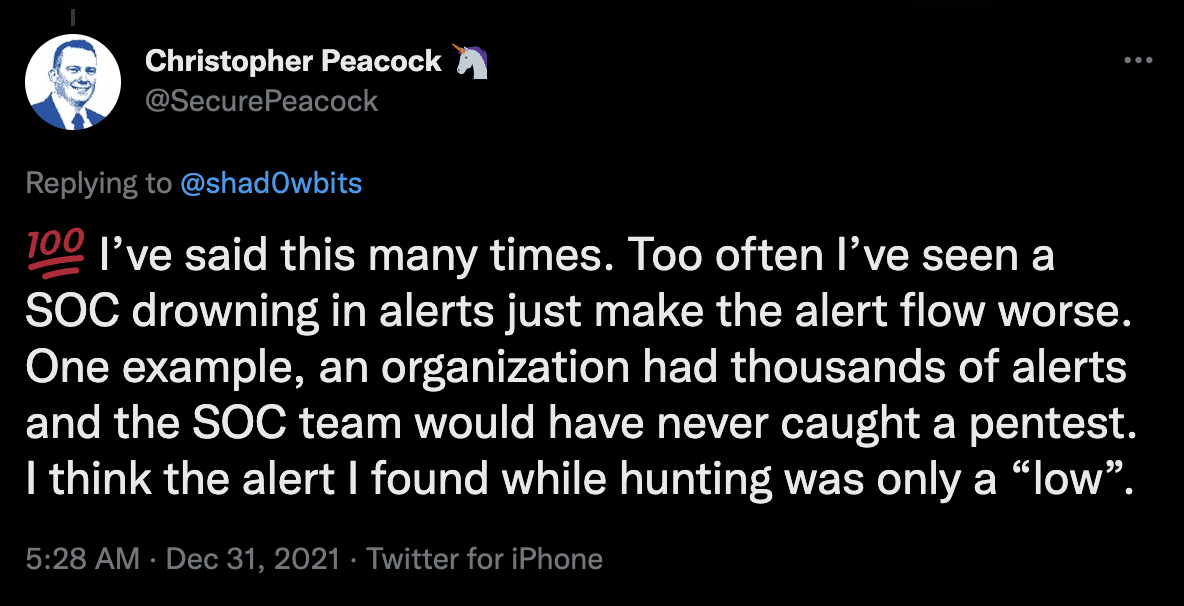 Christopher Peacock 🦄
@SecurePeacock
Replying to @shad0wbits
💯 I’ve said this many times. Too often I’ve seen a
SOC drowning in alerts just make the alert flow worse.
One example, an organization had thousands of alerts
and the SOC team would have never caught a pentest.
I think the alert I found while hunting was only a “low”.
5:28 AM · Dec 31, 2021 · Twitter for iPhone